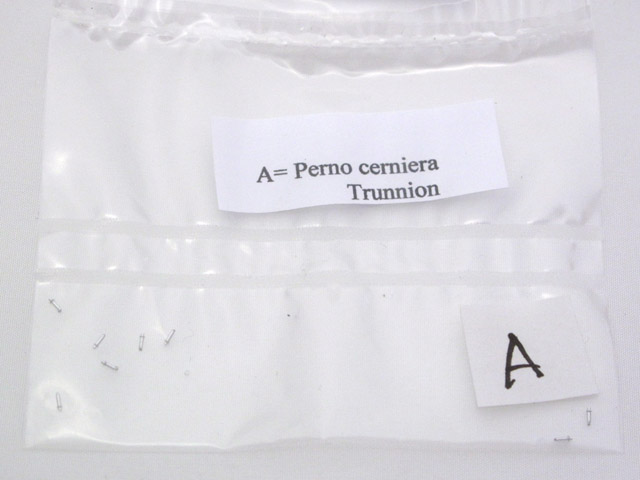 A= Perno cerniera
Trunnion
A